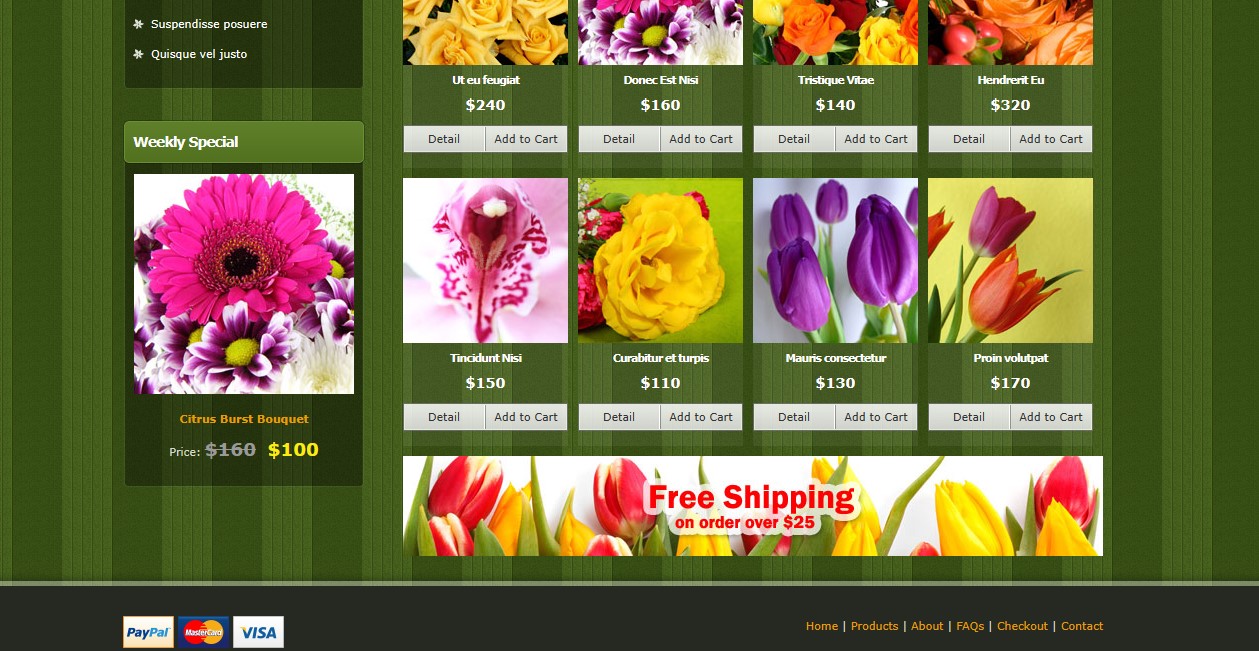 Suspendisse posuere
Quisque vel justo
Weekly Special
Citrus Burst Bouquet
Price: $160 $100
Ut eu feugiat
$240
Detail Add to Cart
Donec Est Nisi
$160
Detail Add to Cart
Tristique Vitae
$140
Detail Add to Cart
Hendrerit Eu
$320
Detail Add to Cart
Tincidunt Nisi
$150
Detail Add to Cart
Curabitur et turpis
$110
Detail Add to Cart
Mauris consectetur
$130
Detail Add to Cart
Proin volutpat
$170
Detail Add to Cart
Free Shipping
on order over $25
PayPal MasterCard VISA
Home | Products | About | FAQs | Checkout | Contact